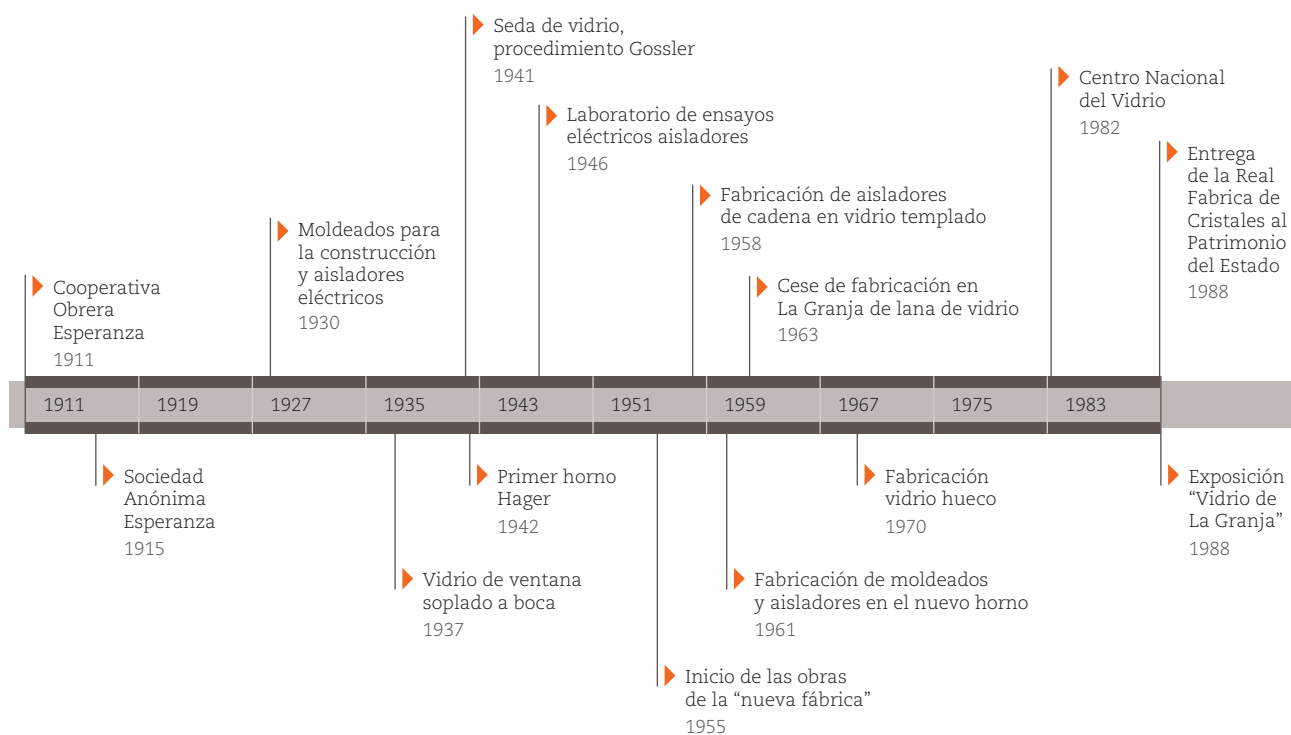 Seda de vidrio,
procedimiento Gossler
1941
Centro Nacional
del Vidrio
1982
Laboratorio de ensayos
eléctricos aisladores
1946
Entrega
de la Real
Fabrica de
Cristales al
Patrimonio
del Estado
1988
Fabricación de aisladores
de cadena en vidrio templado
1958
Moldeados para
la construcción
y aisladores
eléctricos
1930
Cooperativa
Obrera
Esperanza
1911
Cese de fabricación en
La Granja de lana de vidrio
1963
1911 1919 1927 1935 1943 1951 1959 1967 1975 1983
Sociedad
Anónima
Esperanza
1915
Primer horno
Hager
1942
Fabricación
vidrio hueco
1970
Exposición
“Vidrio de
La Granja”
1988
Vidrio de ventana
soplado a boca
1937
Fabricación de moldeados
y aisladores en el nuevo horno
1961
Inicio de las obras
de la “nueva fábrica”
1955